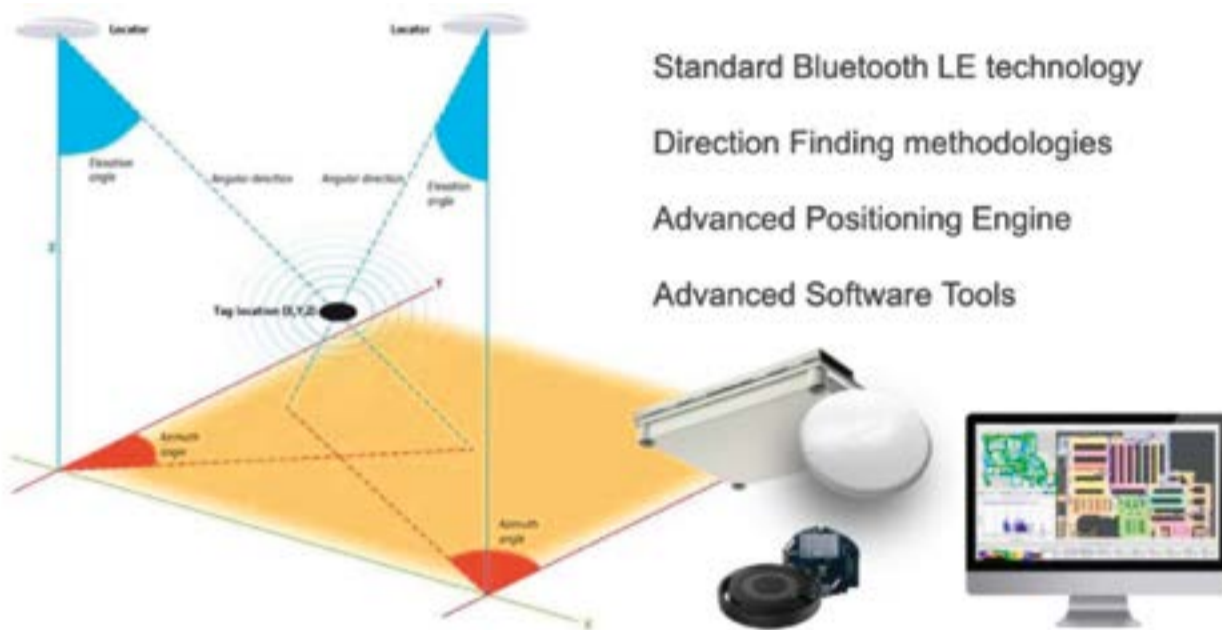 Locator
Locator
Standard Bluetooth LE technology
Direction Finding methodologies
Advanced Positioning Engine
Advanced Software Tools
Elevation
angle
Angular direction
Angular direction
Elevation
angle
Y
Tag location (X,Y,Z)
Azimuth
angle
Azimuth
angle